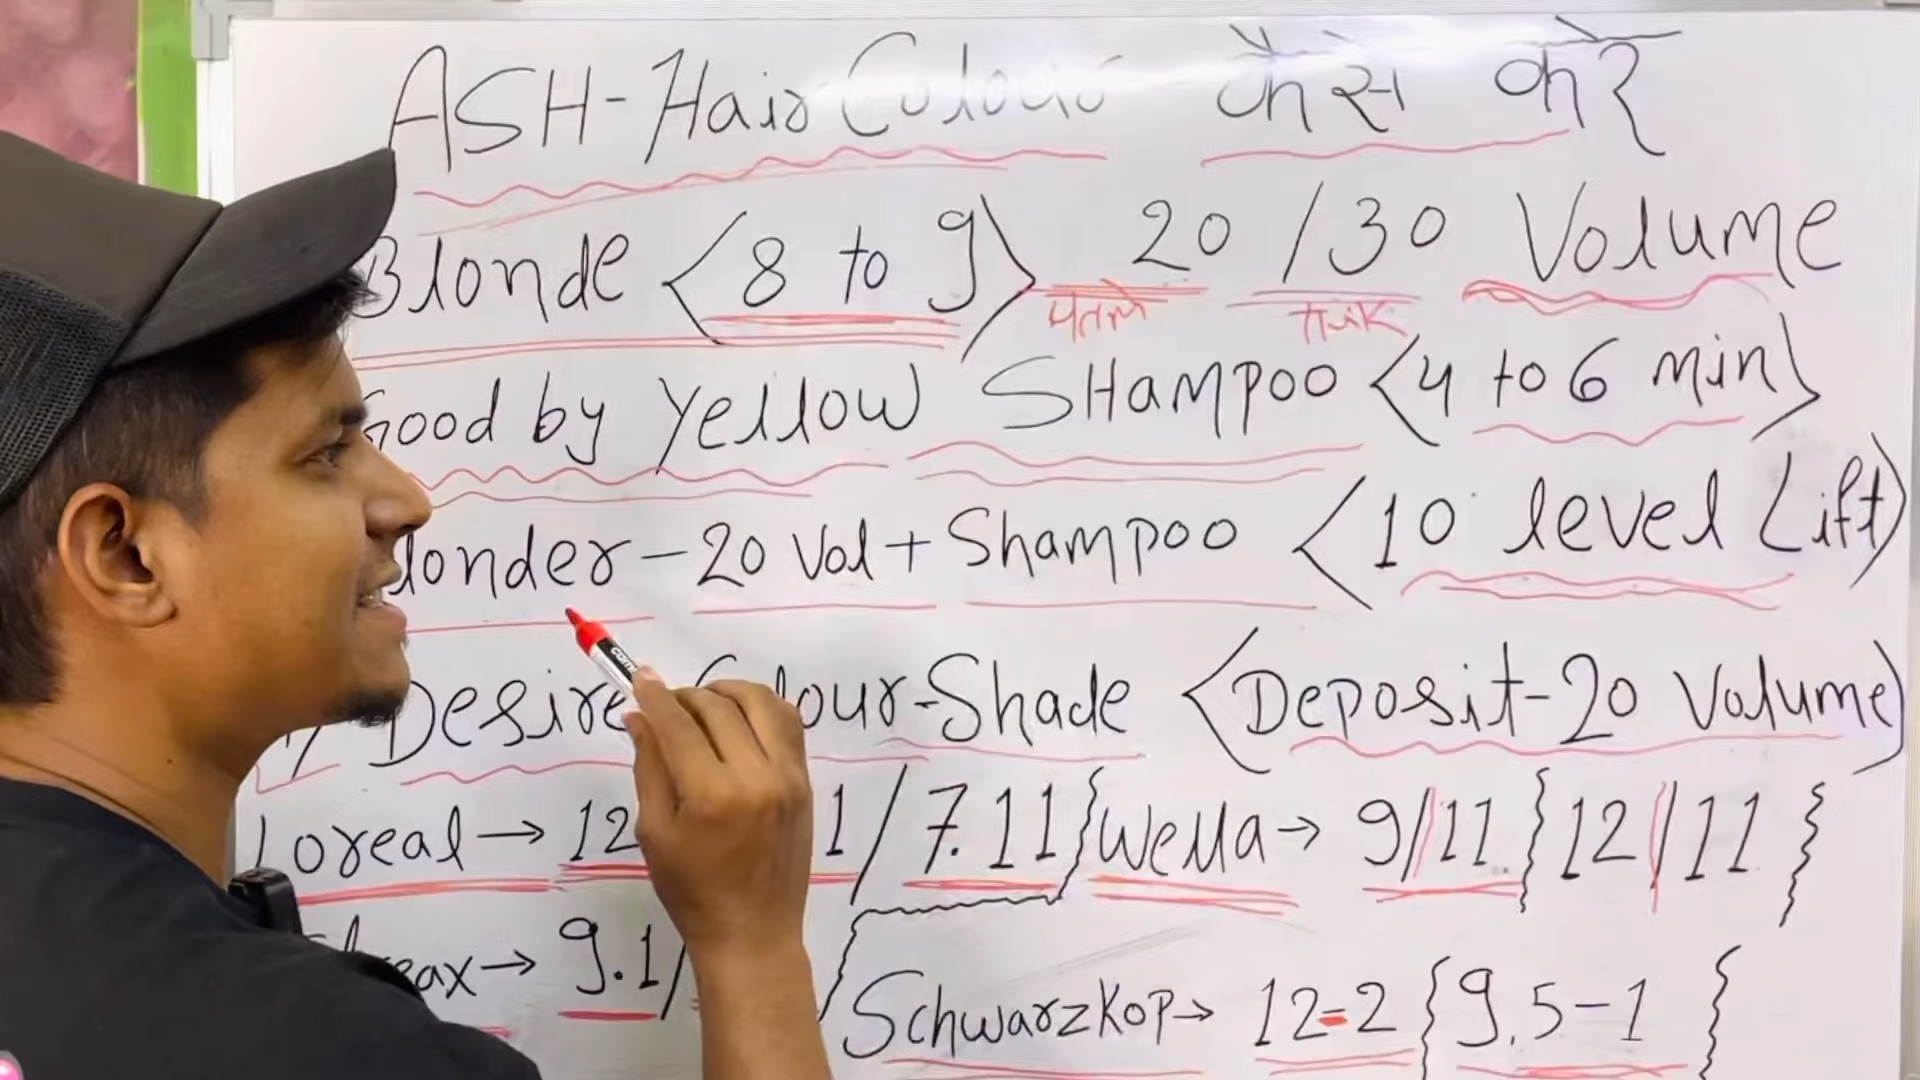 ASH-Hair Colour कैसे करें
Blonde <8 to 9> 20 /30 Volume
पतले थिक
Good by Yellow SHampoo <4 to 6 min>
londer-20 Vol+Shampoo <10 level Lift>
Desire our-Shade <Deposit-20 Volume>
Loreal→ 12 1/7.11} Wella→ 9/11} 12/11}
eax→ 9.1/
SchwarzKop→ 12-2 { 9.5-1 }